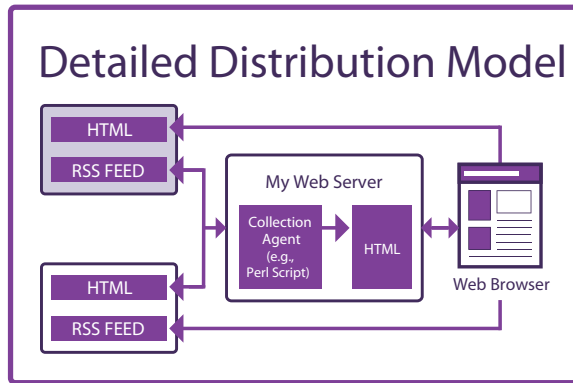 Detailed Distribution Model
HTML
RSS FEED
My Web Server
Collection
Agent
(e.g.,
Perl Script)
HTML
Web Browser
HTML
RSS FEED